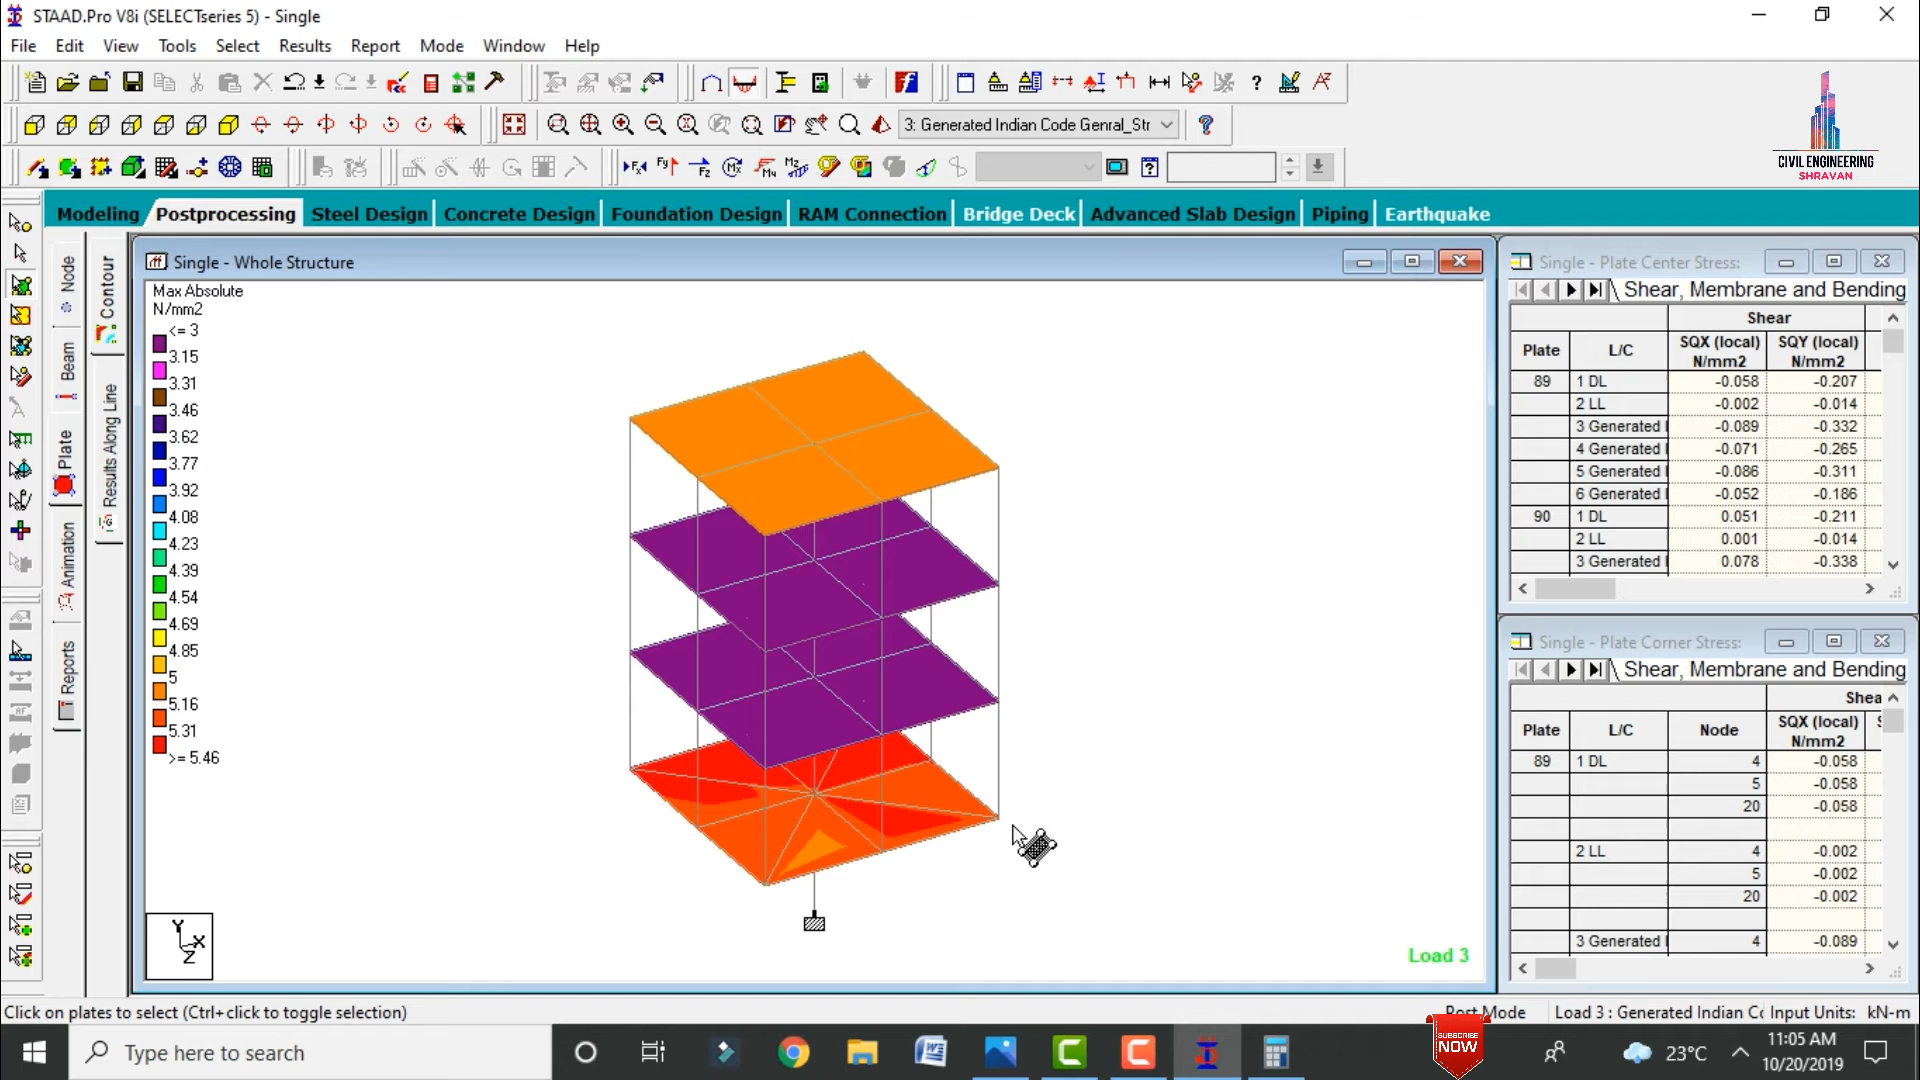 STAAD.Pro V8i (SELECTseries 5) - Single
File Edit View Tools Select Results Report Mode Window Help
3: Generated Indian Code Genral_Str
CIVIL ENGINEERING
SHRAVAN
Modeling Postprocessing Steel Design Concrete Design Foundation Design RAM Connection Bridge Deck Advanced Slab Design Piping Earthquake
Node
Beam
Plate
Animation
Reports
Contour
Results Along Line
Single - Whole Structure
Max Absolute
N/mm2
<= 3
3.15
3.31
3.46
3.62
3.77
3.92
4.08
4.23
4.39
4.54
4.69
4.85
5
5.16
5.31
>= 5.46
Y
X
Z
Load 3
Single - Plate Center Stress:
Shear, Membrane and Bending
Shear
Plate L/C SQX (local) N/mm2 SQY (local) N/mm2
89 1 DL -0.058 -0.207
2 LL -0.002 -0.014
3 Generated -0.089 -0.332
4 Generated -0.071 -0.265
5 Generated -0.086 -0.311
6 Generated -0.052 -0.186
90 1 DL 0.051 -0.211
2 LL 0.001 -0.014
3 Generated 0.078 -0.338
Single - Plate Corner Stress:
Shear, Membrane and Bending
Shea
Plate L/C Node SQX (local) N/mm2
89 1 DL 4 -0.058
5 -0.058
20 -0.058
2 LL 4 -0.002
5 -0.002
20 -0.002
3 Generated 4 -0.089
Click on plates to select (Ctrl+click to toggle selection)
Post Mode
Load 3 : Generated Indian Co
Input Units: kN-m
Type here to search
SUBSCRIBE
NOW
23°C
11:05 AM
10/20/2019